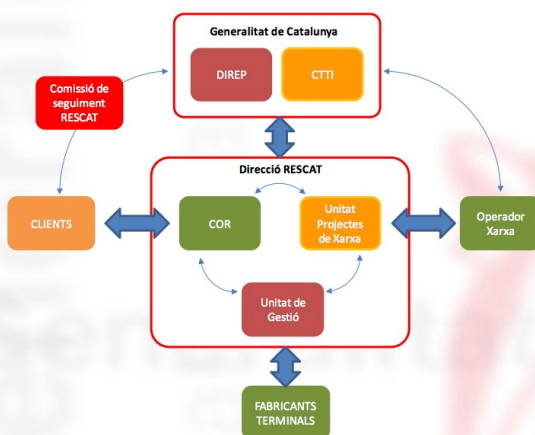 Generalitat de Catalunya
DIREP
CTTI
Comissió de
seguiment
RESCAT
Direcció RESCAT
CLIENTS
COR
Unitat
Projectes
de Xarxa
Operador
Xarxa
Unitat de
Gestió
FABRICANTS
TERMINALS